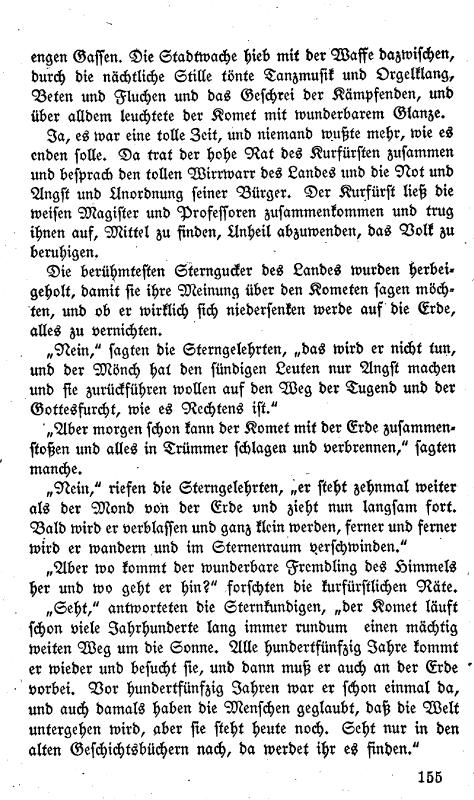 engen Gassen. Die Stadtwache hieb mit der Waffe dazwischen,
durch die nächtliche Stille tönte Tanzmusik und Orgelklang,
Beten und Fluchen und das Geschrei der Kämpfenden, und
über alldem leuchtete der Komet mit wunderbarem Glanze.
Ja, es war eine tolle Zeit, und niemand wußte mehr, wie es
enden solle. Da trat der hohe Rat des Kurfürsten zusammen
und besprach den tollen Wirrwarr des Landes und die Not und
Angst und Unordnung seiner Bürger. Der Kurfürst ließ die
weisen Magister und Professoren zusammenkommen und trug
ihnen auf, Mittel zu finden, Unheil abzuwenden, das Volk zu
beruhigen.
Die berühmtesten Sterngucker des Landes wurden herbei-
geholt, damit sie ihre Meinung über den Kometen sagen möch-
ten, und ob er wirklich sich niedersenken werde auf die Erde,
alles zu vernichten.
„Nein,“ sagten die Sterngelehrten, „das wird er nicht tun,
und der Mönch hat den sündigen Leuten nur Angst machen
und sie zurückführen wollen auf den Weg der Tugend und der
Gottesfurcht, wie es Rechtens ist.“
„Aber morgen schon kann der Komet mit der Erde zusammen-
stoßen und alles in Trümmer schlagen und verbrennen,“ sagten
manche.
„Nein,“ riefen die Sterngelehrten, „er steht zehnmal weiter
als der Mond von der Erde und zieht nun langsam fort.
Bald wird er verblassen und ganz klein werden, ferner und ferner
wird er wandern und im Sternenraum verschwinden.“
„Aber wo kommt der wunderbare Fremdling des Himmels
her und wo geht er hin?“ forschten die kurfürstlichen Räte.
„Seht,“ antworteten die Sternkundigen, „der Komet läuft
schon viele Jahrhunderte lang immer rundum einen mächtig
weiten Weg um die Sonne. Alle hundertfünfzig Jahre kommt
er wieder und besucht sie, und dann muß er auch an der Erde
vorbei. Vor hundertfünfzig Jahren war er schon einmal da,
und auch damals haben die Menschen geglaubt, daß die Welt
untergehen wird, aber sie steht heute noch. Seht nur in den
alten Geschichtsbüchern nach, da werdet ihr es finden.“
155